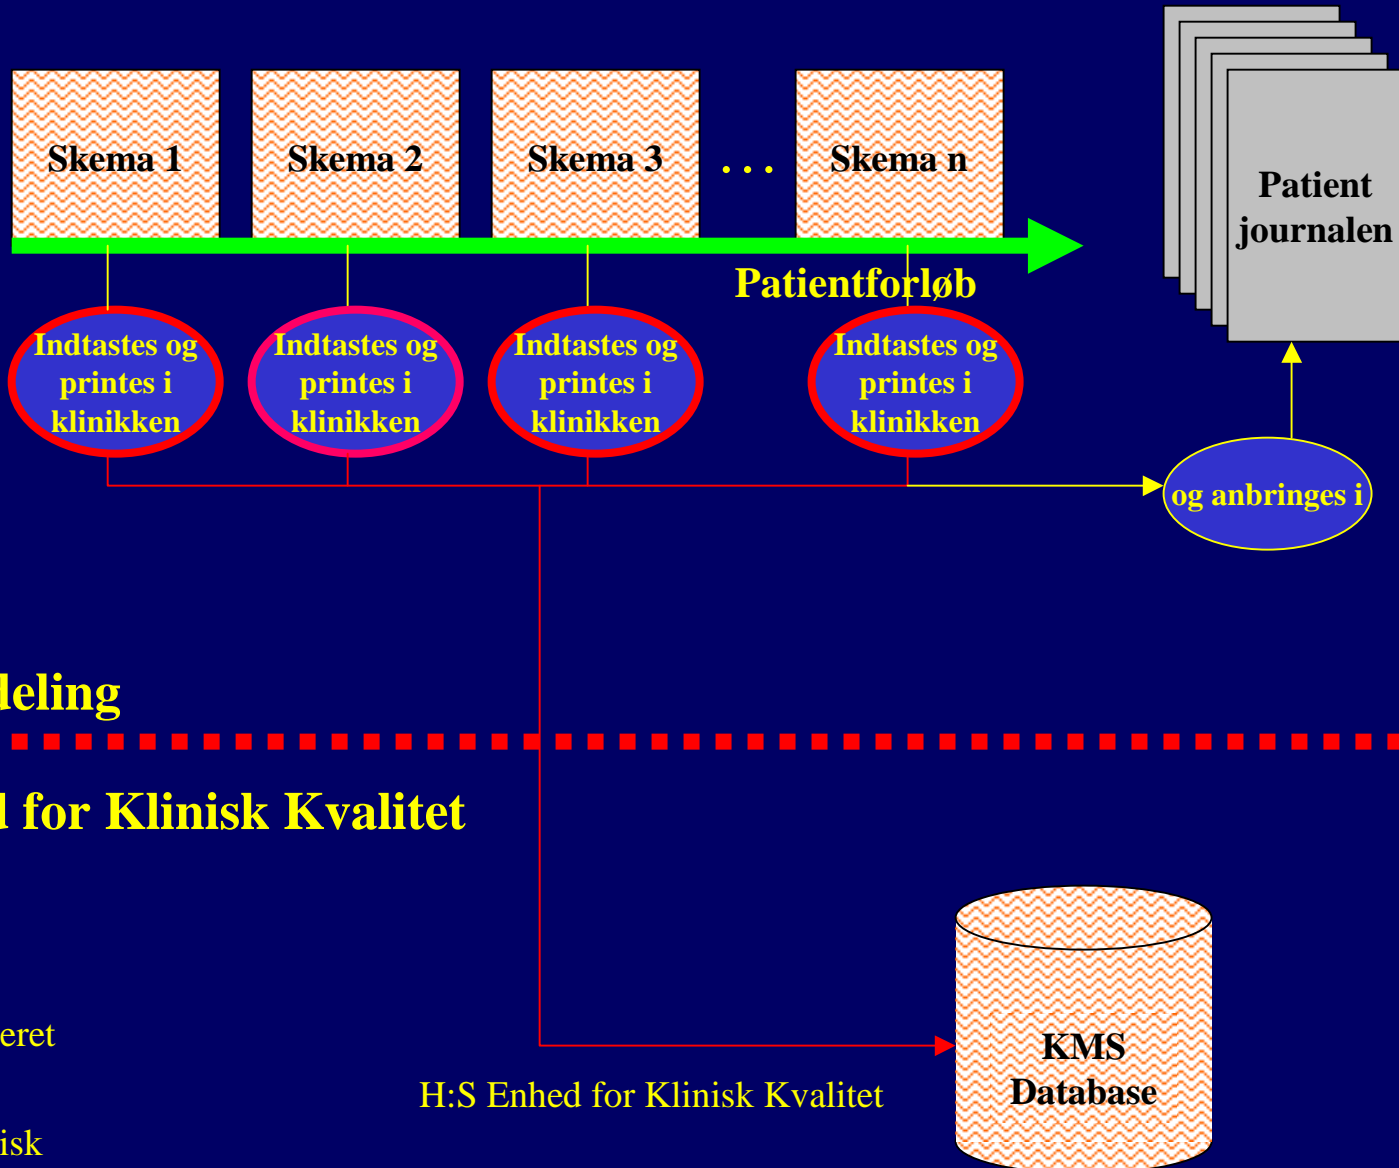 Skema 1
Skema 2
Skema 3
...
Skema n
Patient
journalen
Patientforløb
Indtastes og
printes i
klinikken
Indtastes og
printes i
klinikken
Indtastes og
printes i
klinikken
Indtastes og
printes i
klinikken
og anbringes i
deling
d for Klinisk Kvalitet
eret
KMS
Database
H:S Enhed for Klinisk Kvalitet
isk